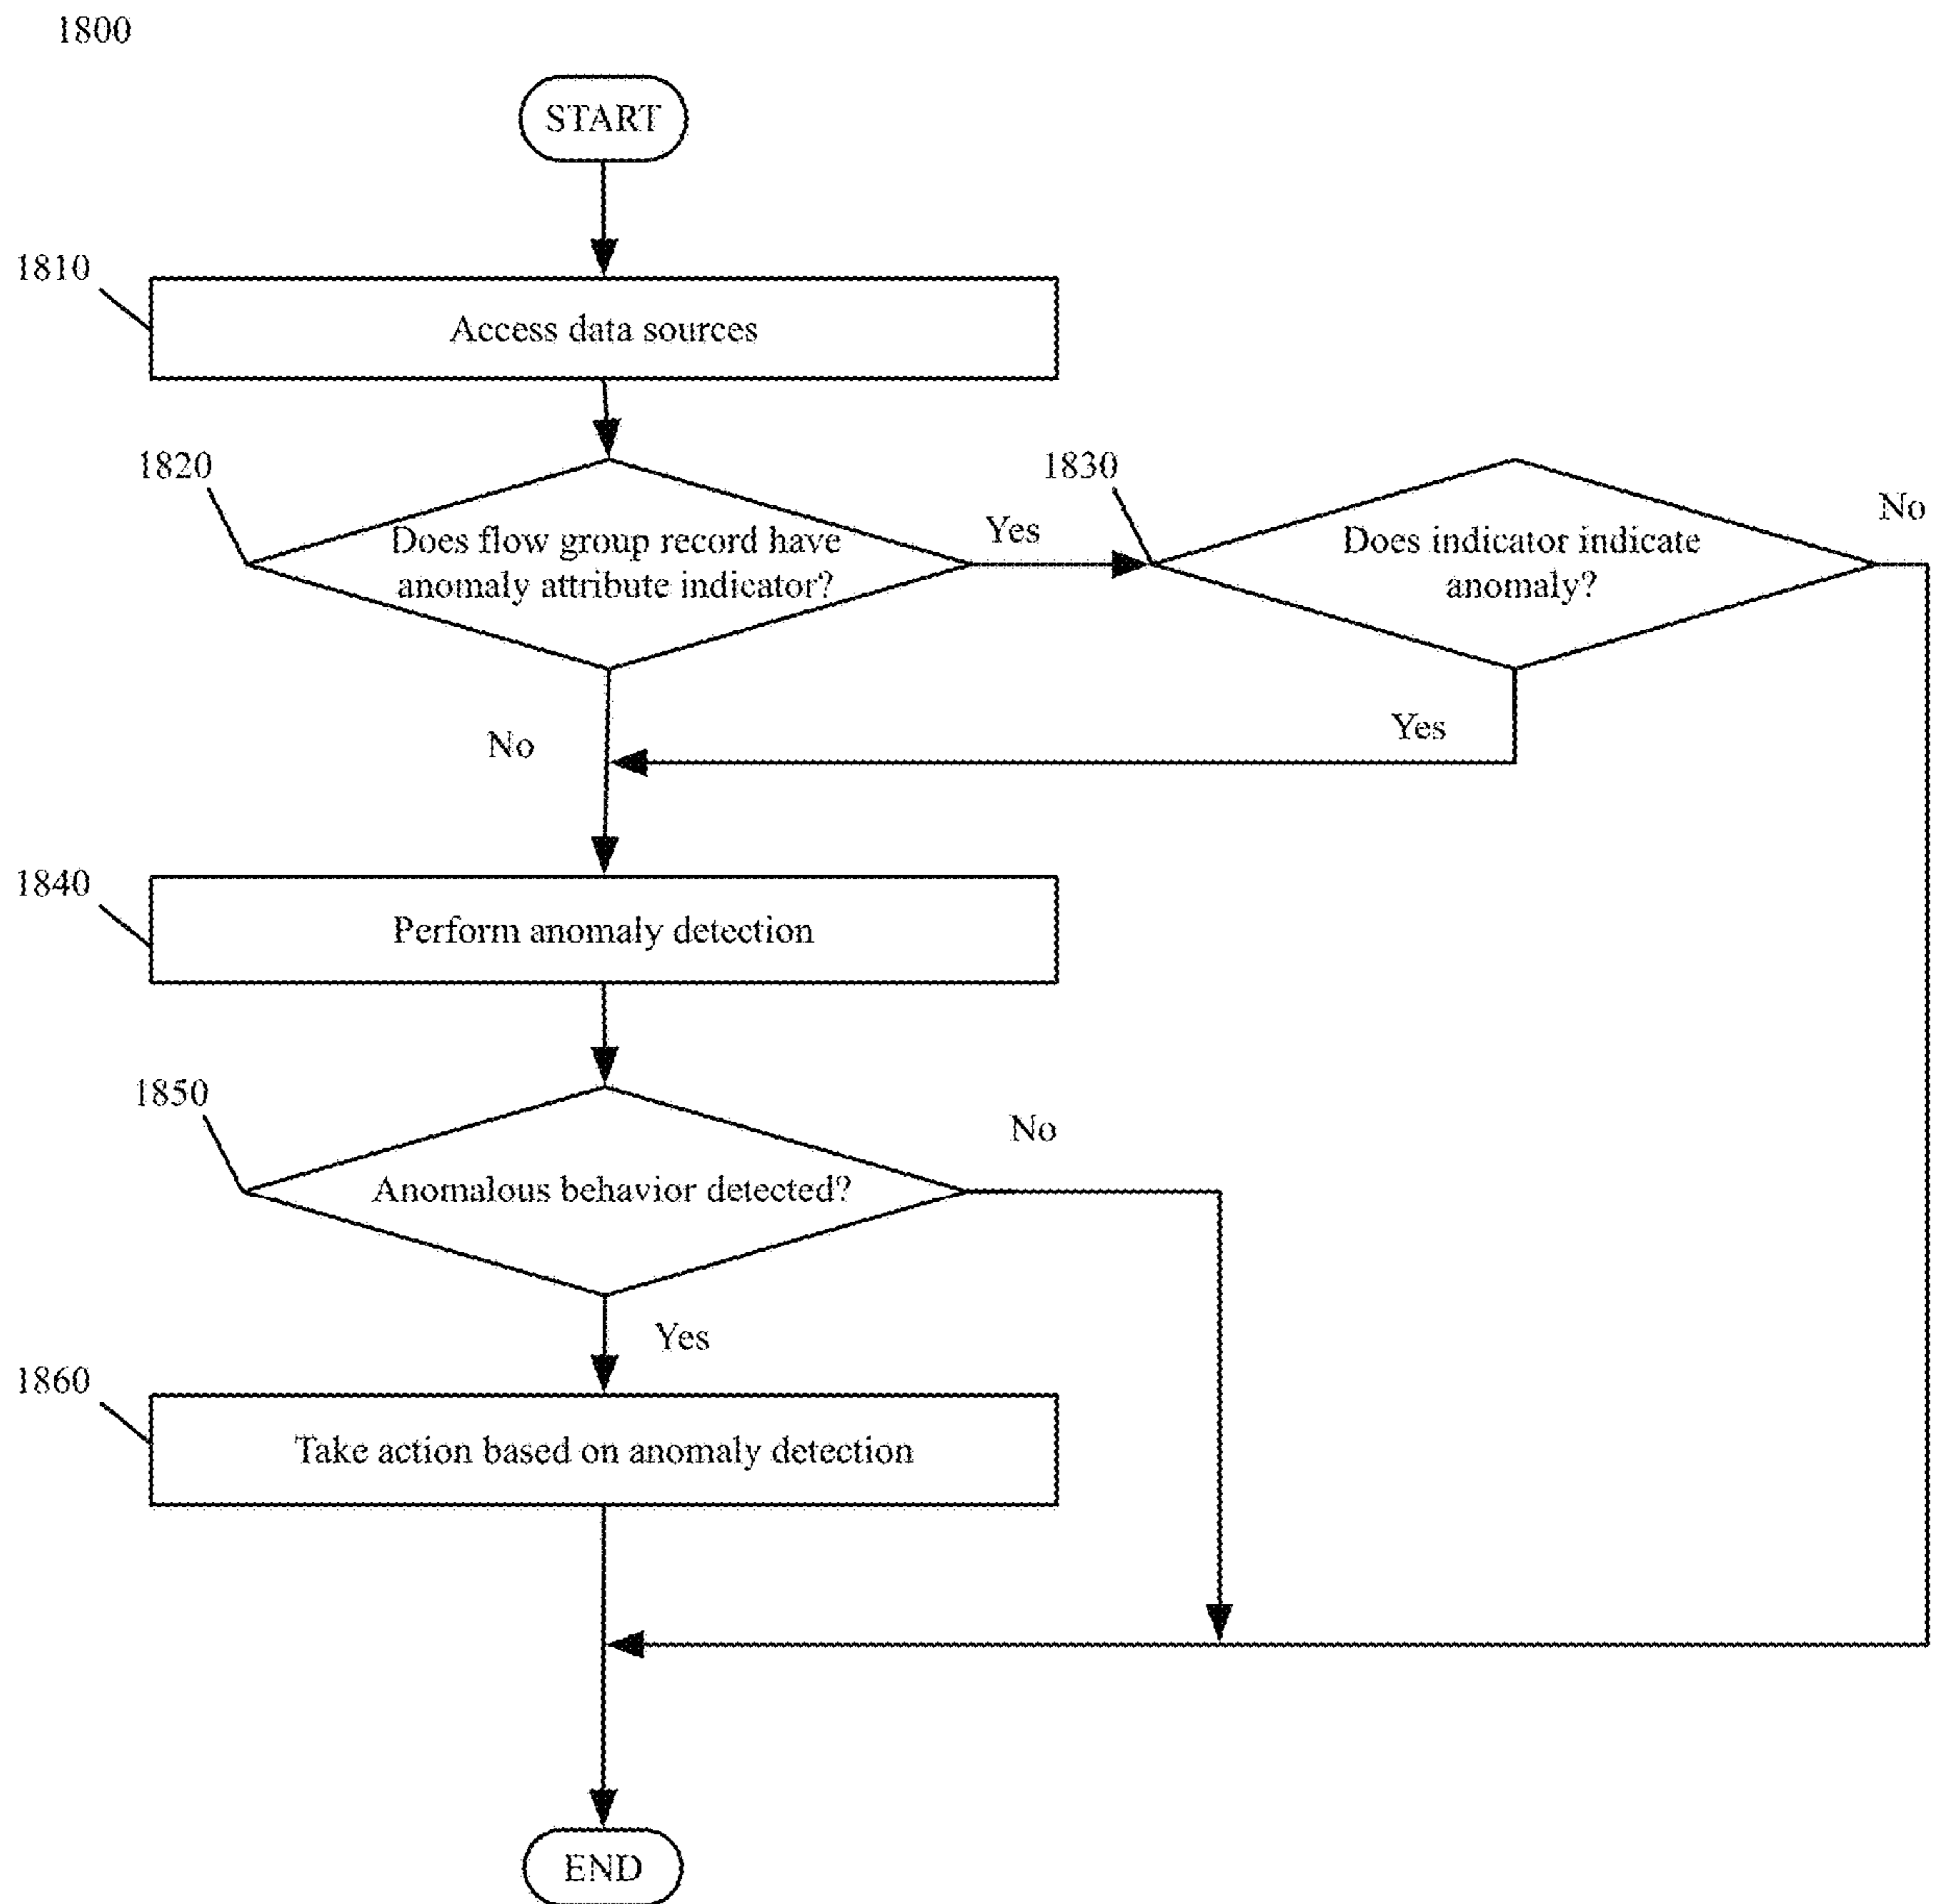 1800
START
1810
Access data sources
1820
Does flow group record have
anomaly attribute indicator?
Yes
1830
Does indicator indicate
anomaly?
No
Yes
No
1840
Perform anomaly detection
1850
Anomalous behavior detected?
No
Yes
1860
Take action based on anomaly detection
END